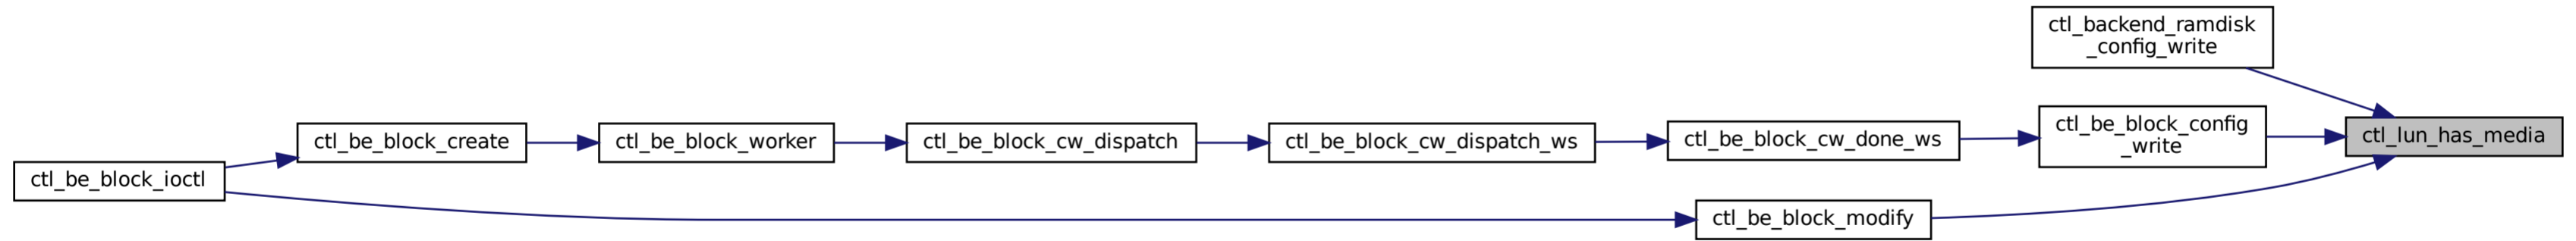 ctl_backend_ramdisk
_config_write
ctl_be_block_ioctl
ctl_be_block_create
ctl_be_block_worker
ctl_be_block_cw_dispatch
ctl_be_block_cw_dispatch_ws
ctl_be_block_cw_done_ws
ctl_be_block_config
_write
ctl_lun_has_media
ctl_be_block_modify